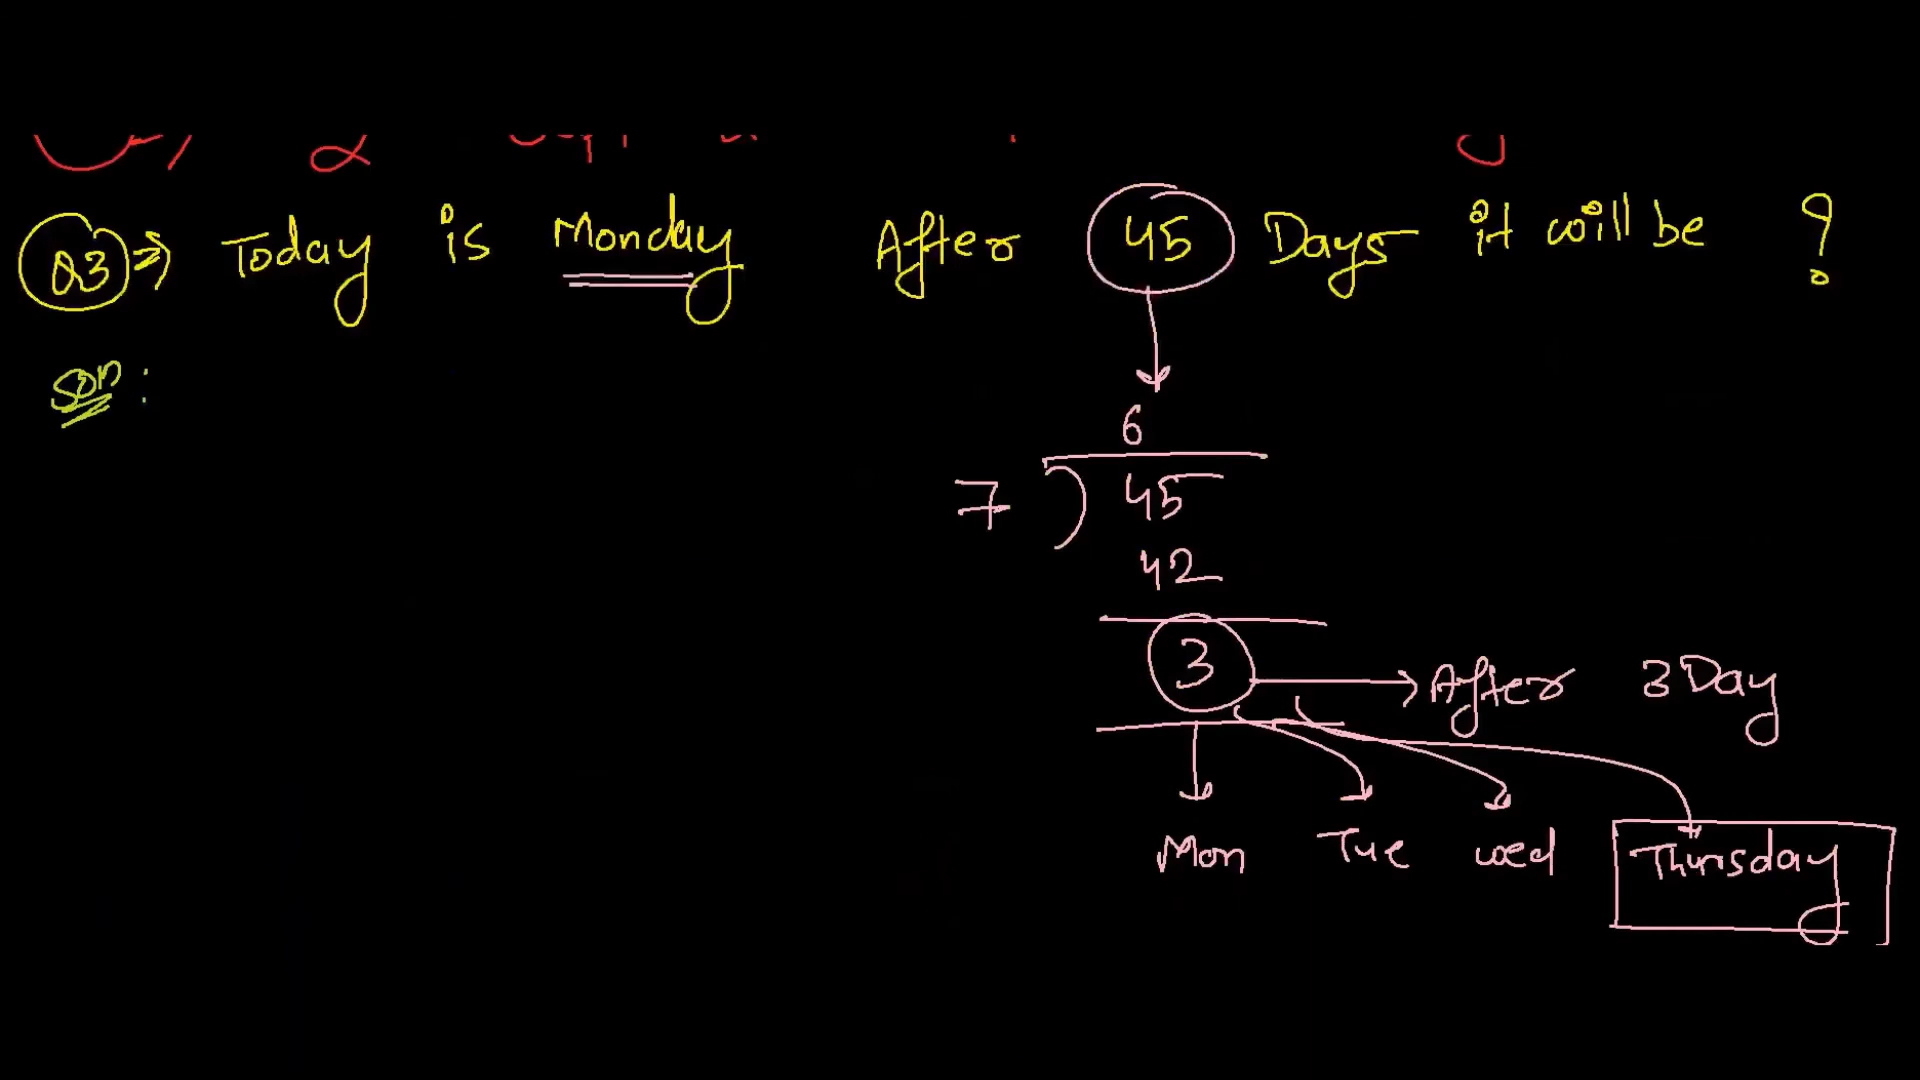 Q3 ⇒ Today is Monday After 45 Days it will be ?
Soln :
6
7 ) 45
42
3 → After 3 Day
Mon Tue Wed Thursday